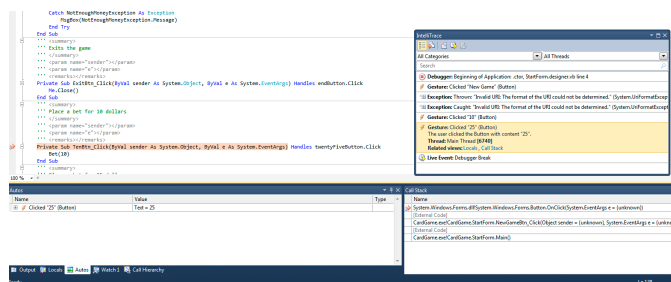 Catch NotEnoughMoneyException As Exception
MsgBox(NotEnoughMoneyException.Message)
End Try
End Sub
''' <summary>
''' Exits the game
''' </summary>
''' <param name="sender"></param>
''' <param name="e"></param>
''' <remarks></remarks>
Private Sub ExitBtn_Click(ByVal sender As System.Object, ByVal e As System.EventArgs) Handles endButton.Click
Me.Close()
End Sub
''' <summary>
''' Place a bet for 10 dollars
''' </summary>
''' <param name="sender"></param>
''' <param name="e"></param>
''' <remarks></remarks>
Private Sub TenBtn_Click(ByVal sender As System.Object, ByVal e As System.EventArgs) Handles twentyFiveButton.Click
Bet(10)
End Sub
''' <summary>
100 %
IntelliTrace
All Categories
All Threads
Search
Debugger: Beginning of Application: .ctor, StartForm.designer.vb line 4
Gesture: Clicked "New Game" (Button)
Exception: Thrown: "Invalid URI: The format of the URI could not be determined." (System.UriFormatExcep
Exception: Caught: "Invalid URI: The format of the URI could not be determined." (System.UriFormatExcept
Gesture: Clicked "10" (Button)
Gesture: Clicked "25" (Button)
The user clicked the Button with content "25".
Thread: Main Thread [6740]
Related views: Locals , Call Stack
Live Event: Debugger Break
Autos
Name Value Type
Clicked "25" (Button) Text = 25
Output Locals Autos Watch 1 Call Hierarchy
Call Stack
Name
System.Windows.Forms.dll!System.Windows.Forms.Button.OnClick(System.EventArgs e = {unknown})
[External Code]
CardGame.exe!CardGame.StartForm.NewGameBtn_Click(Object sender = {unknown}, System.EventArgs e = {unkn
[External Code]
CardGame.exe!CardGame.StartForm.Main()